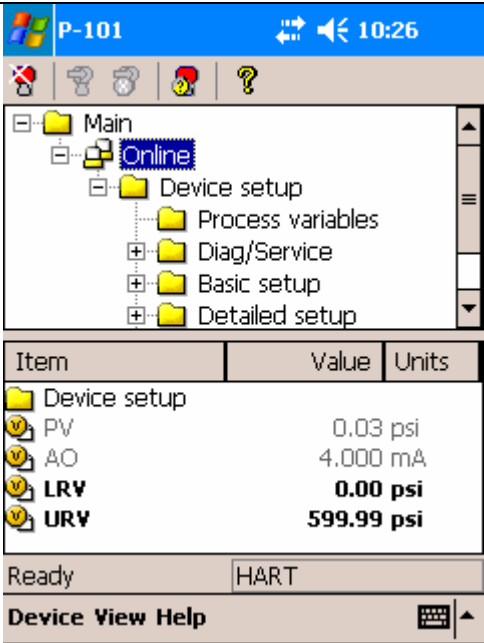 P-101 10:26
Main
Online
Device setup
Process variables
Diag/Service
Basic setup
Detailed setup
Item Value Units
Device setup
PV 0.03 psi
AO 4.000 mA
LRV 0.00 psi
URV 599.99 psi
Ready HART
Device View Help